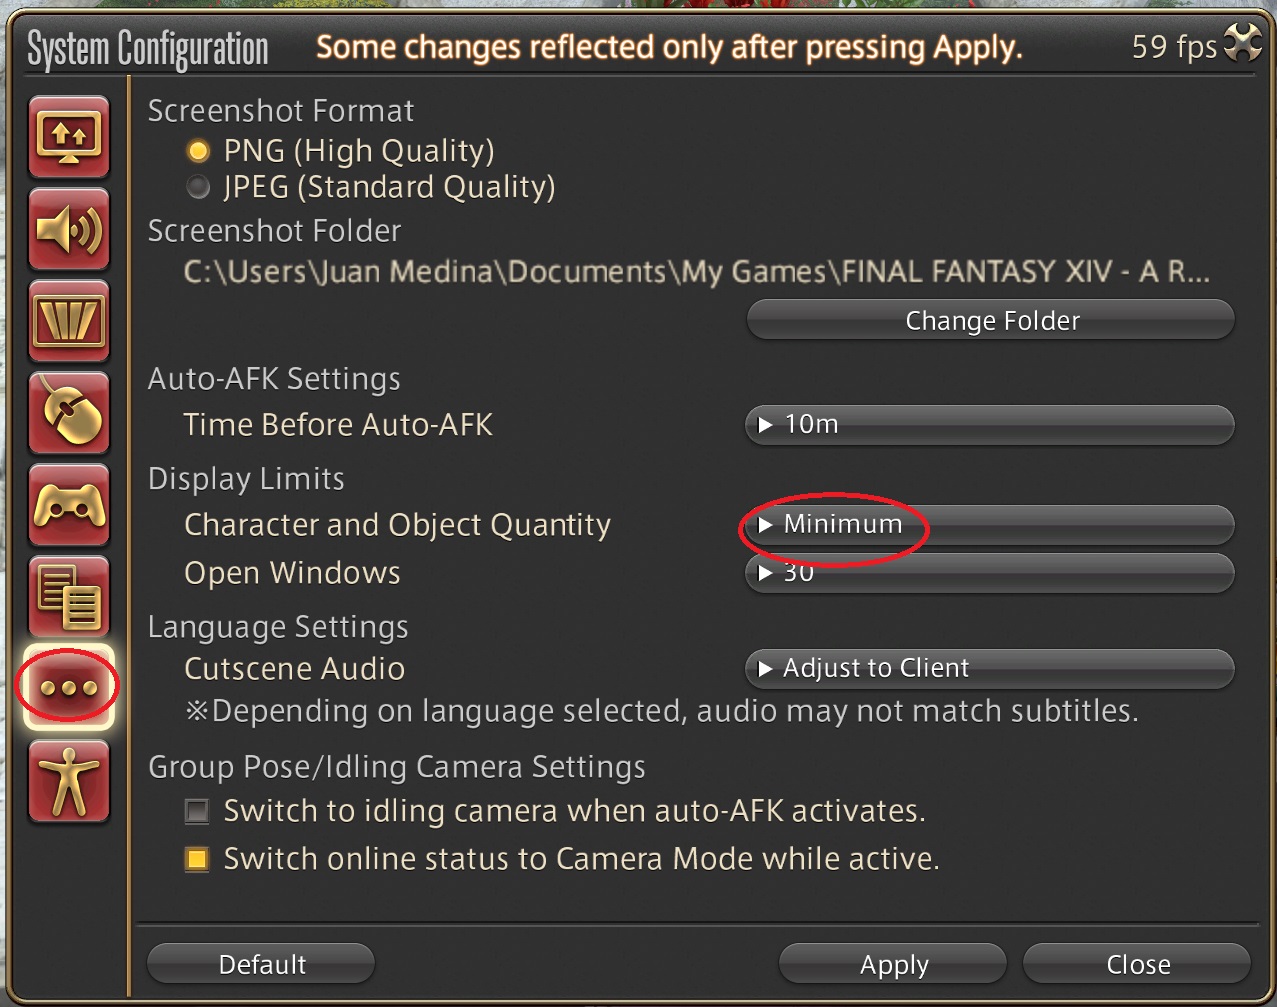 System Configuration
Some changes reflected only after pressing Apply.
59 fps
Screenshot Format
PNG (High Quality)
JPEG (Standard Quality)
Screenshot Folder
C:\Users\Juan Medina\Documents\My Games\FINAL FANTASY XIV - A R...
Change Folder
Auto-AFK Settings
Time Before Auto-AFK
10m
Display Limits
Character and Object Quantity
Minimum
Open Windows
30
Language Settings
Cutscene Audio
Adjust to Client
※Depending on language selected, audio may not match subtitles.
Group Pose/Idling Camera Settings
Switch to idling camera when auto-AFK activates.
Switch online status to Camera Mode while active.
Default
Apply
Close